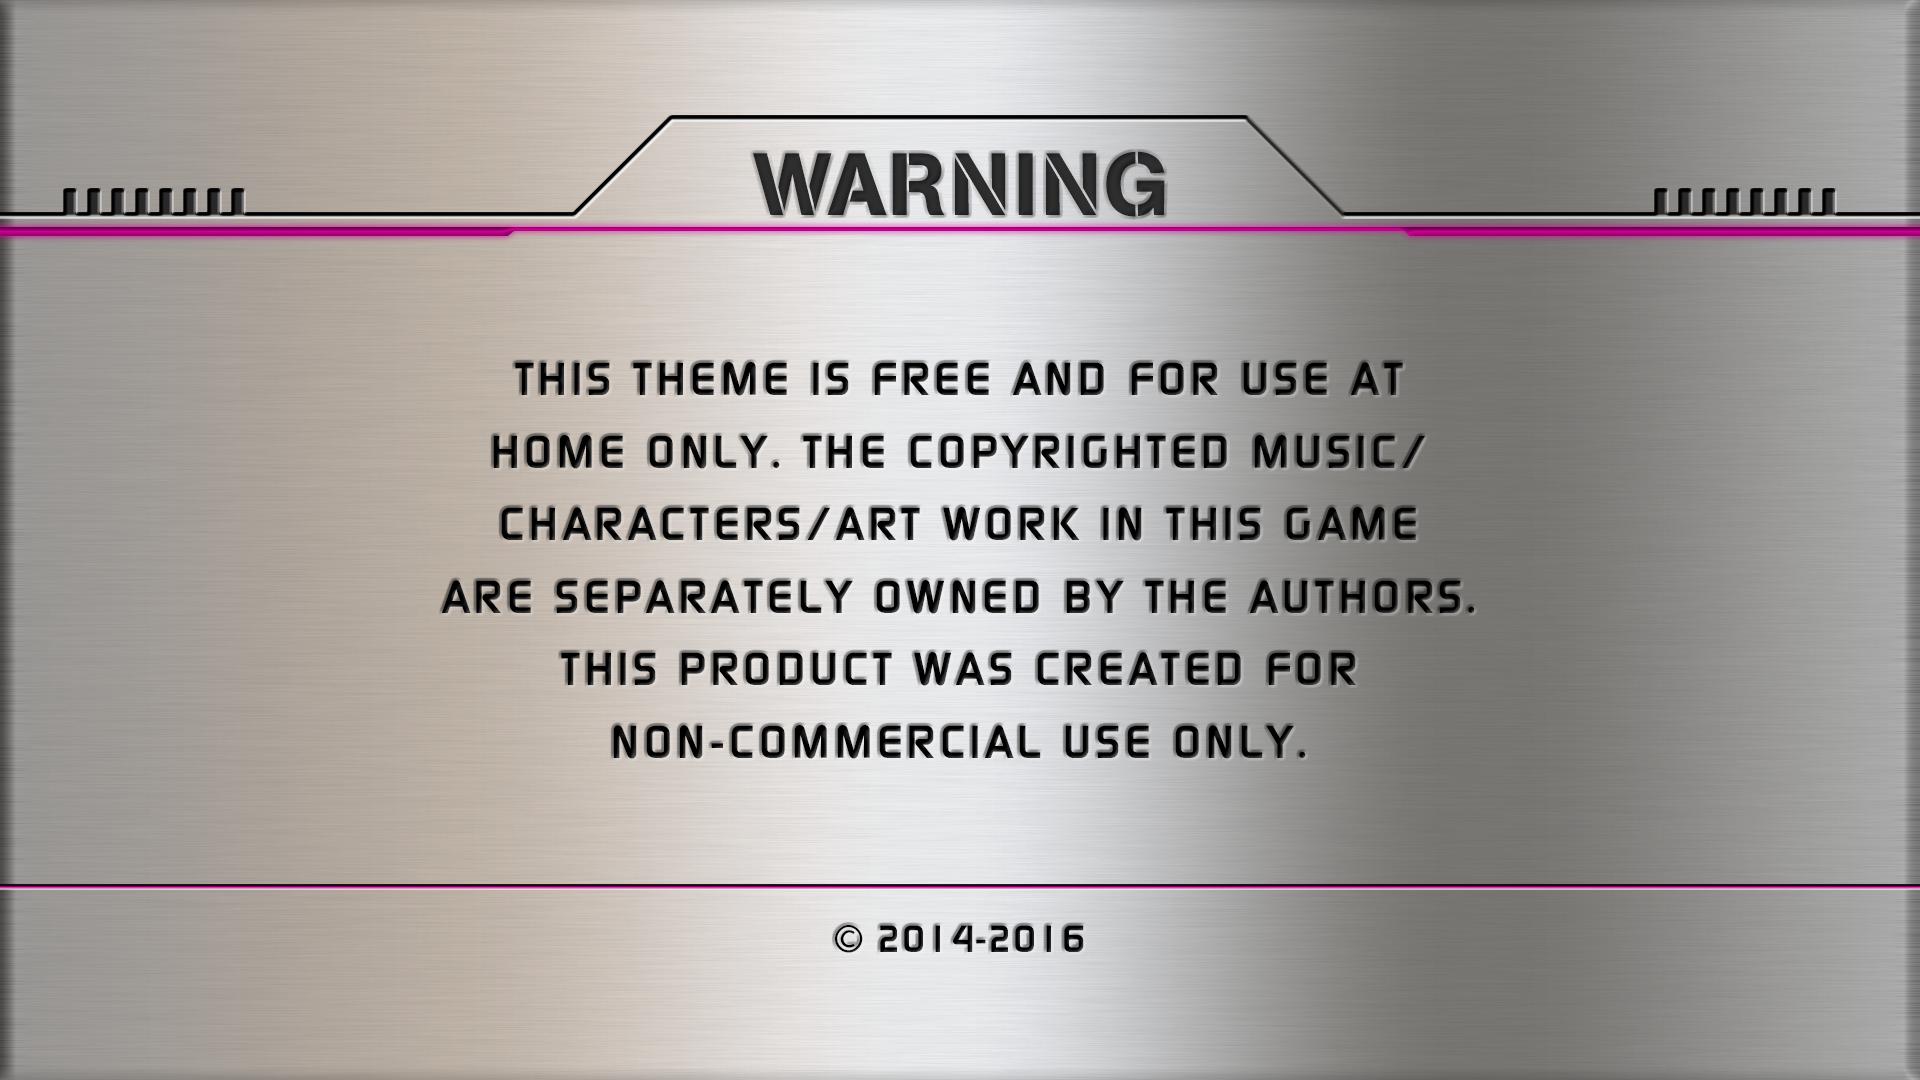 WARNING
THIS THEME IS FREE AND FOR USE AT
HOME ONLY. THE COPYRIGHTED MUSIC/
CHARACTERS/ART WORK IN THIS GAME
ARE SEPARATELY OWNED BY THE AUTHORS.
THIS PRODUCT WAS CREATED FOR
NON-COMMERCIAL USE ONLY.
© 2014-2016